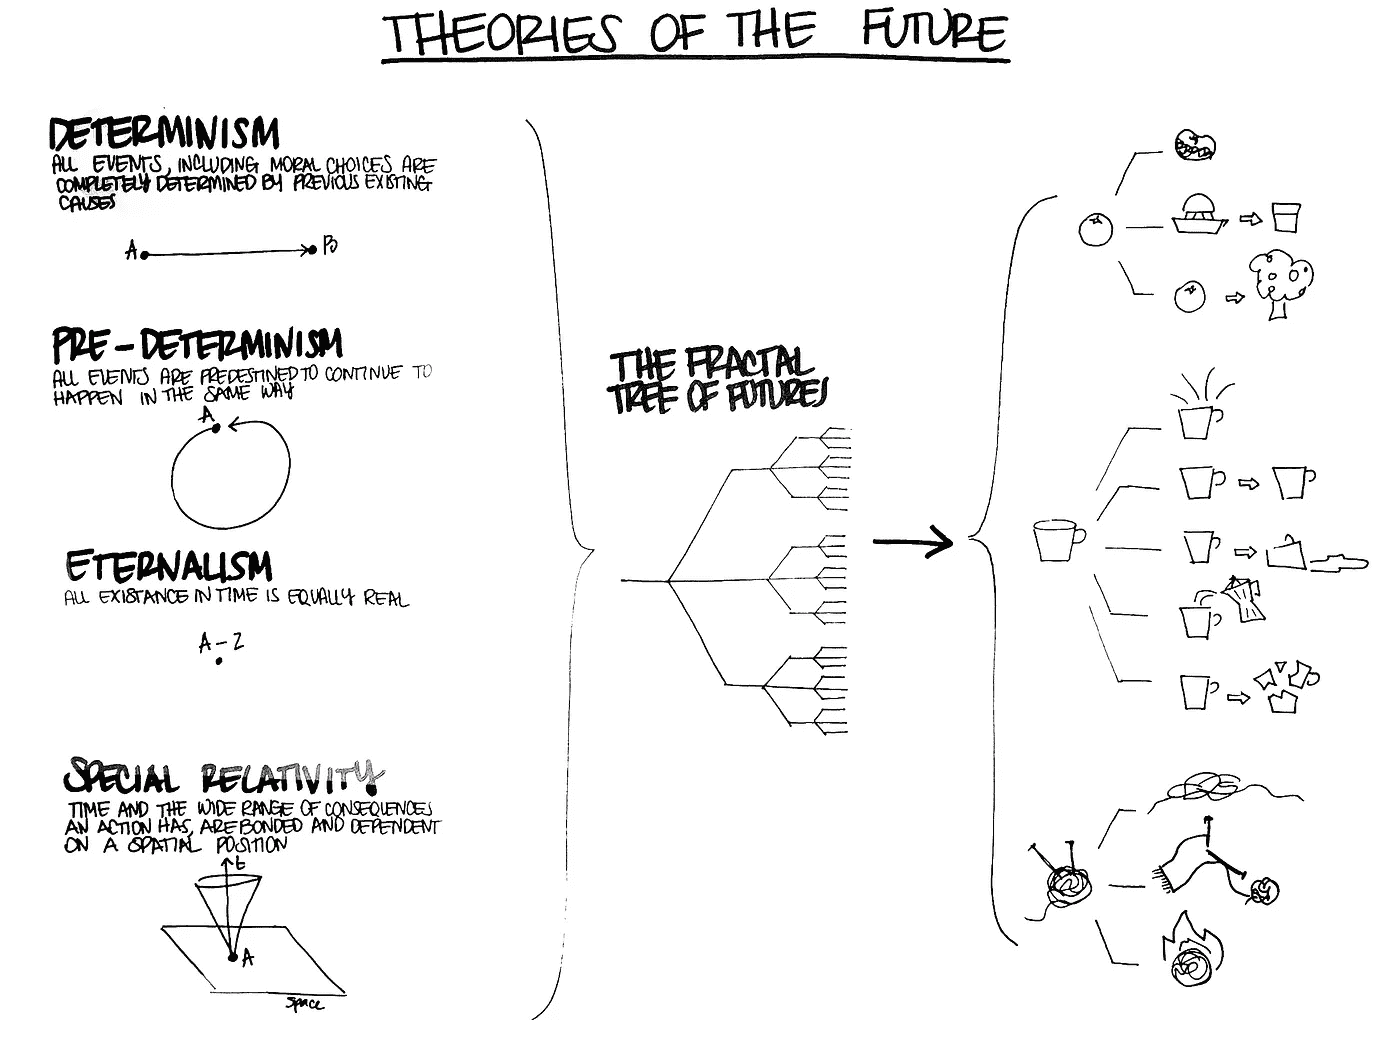 THEORIES OF THE FUTURE
DETERMINISM
ALL EVENTS, INCLUDING MORAL CHOICES ARE
COMPLETELY DETERMINED BY PREVIOUS EXISTING
CAUSES
A B
PRE-DETERMINISM
ALL EVENTS ARE PREDESTINED TO CONTINUE TO
HAPPEN IN THE SAME WAY
A
ETERNALISM
ALL EXISTANCE IN TIME IS EQUALLY REAL
A-Z
SPECIAL RELATIVITY
TIME AND THE WIDE RANGE OF CONSEQUENCES
AN ACTION HAS, ARE BONDED AND DEPENDENT
ON A SPATIAL POSITION
t
A
Space
THE FRACTAL
TREE OF FUTURES